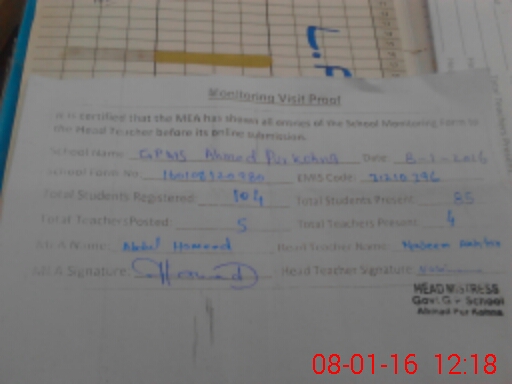 Monitoring Visit Proof
It is certified that the MEA has shown all entries of the School Monitoring Form to
the Head Teacher before its online submission.
School Name: GPMS Ahmed Pur Kohna Date 8-1-2016
School Form No: EMIS Code:
Total Students Registered: 104 Total Students Present: 85
Total Teachers Posted: 5 Total Teachers Present: 4
MEA Name: Abdul Hameed Head Teacher Name: Naseem
MEA Signature: Hameed Head Teacher Signature
HEAD MISTRESS
Govt. G P School
Ahmad Pur Kohna
08-01-16 12:18